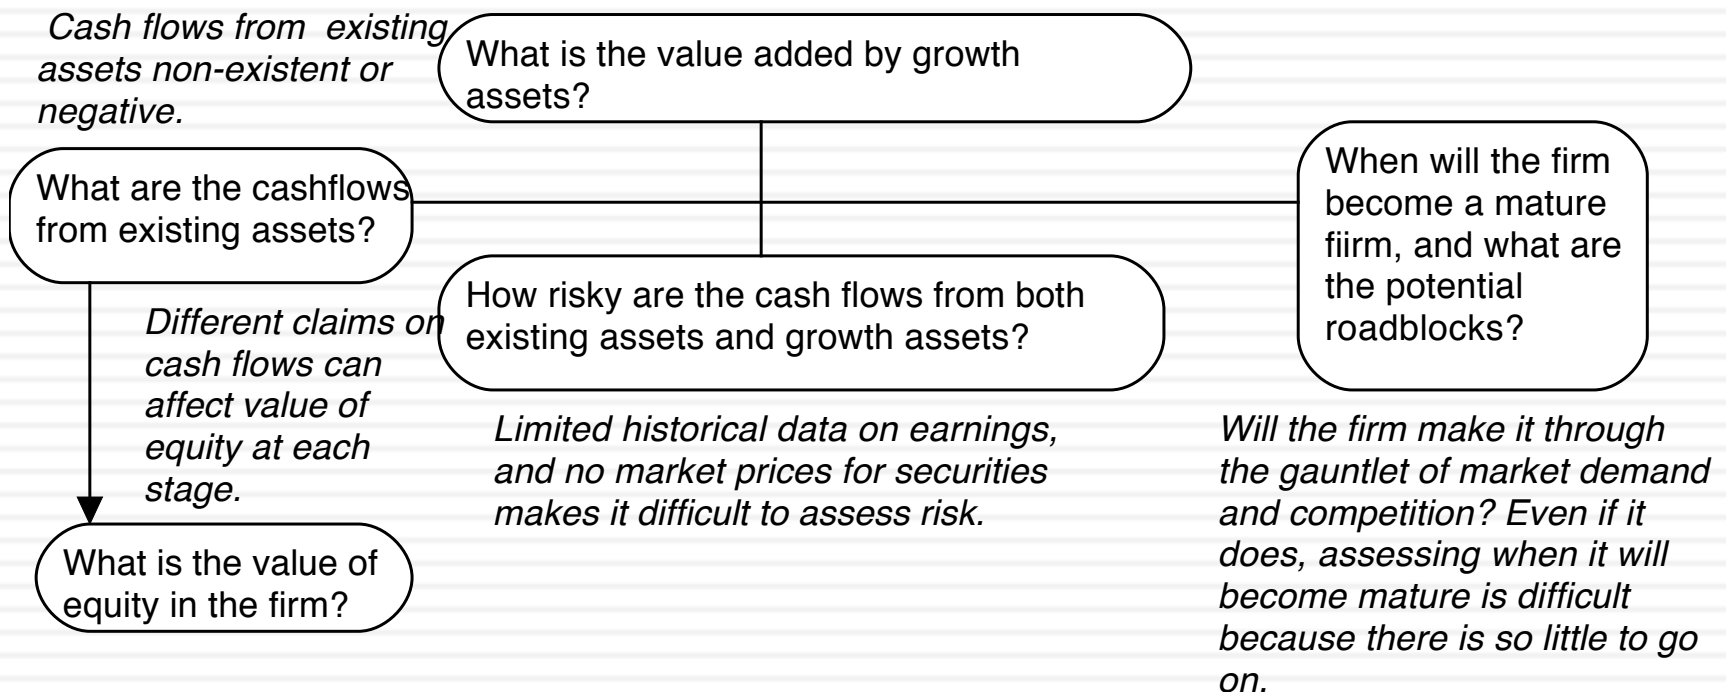 Cash flows from  existing
assets non-existent or
negative.
What is the value added by growth
assets?
What are the cashflows
from existing assets?
When will the firm
become a mature
fiirm, and what are
the potential
roadblocks?
Different claims on
cash flows can
affect value of
equity at each
stage.
How risky are the cash flows from both
existing assets and growth assets?
Limited historical data on earnings,
and no market prices for securities
makes it difficult to assess risk.
Will the firm make it through
the gauntlet of market demand
and competition? Even if it
does, assessing when it will
become mature is difficult
because there is so little to go
on.
What is the value of
equity in the firm?